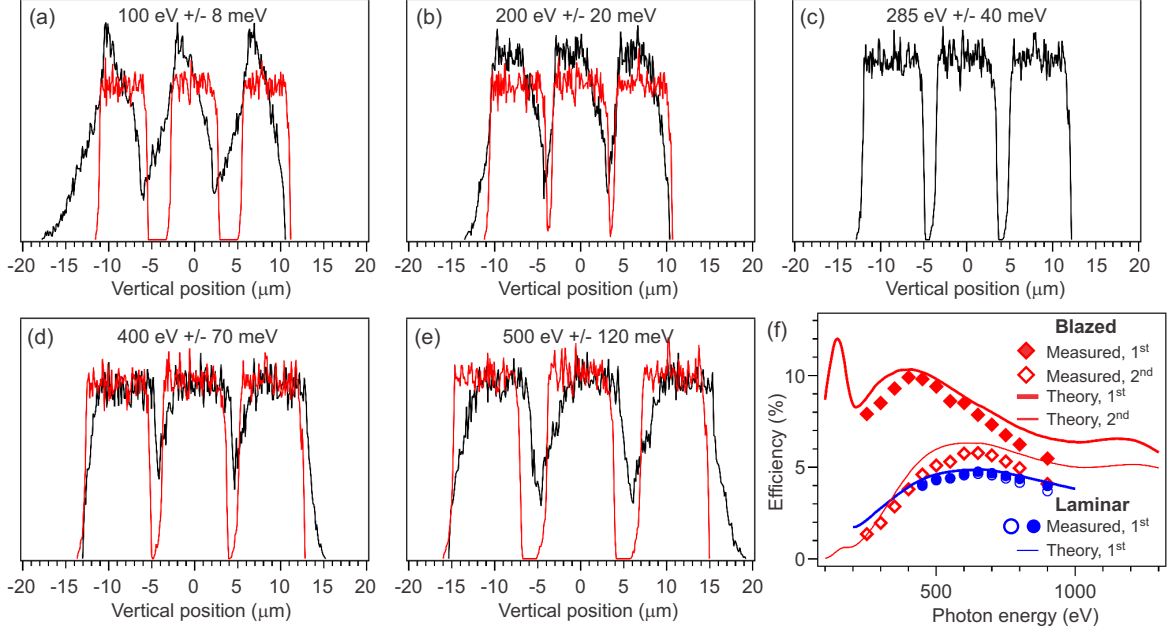 (a) 100 eV +/- 8 meV
-20 -15 -10 -5 0 5 10 15 20
Vertical position (μm)
(b) 200 eV +/- 20 meV
-20 -15 -10 -5 0 5 10 15 20
Vertical position (μm)
(c) 285 eV +/- 40 meV
-20 -15 -10 -5 0 5 10 15 20
Vertical position (μm)
(d) 400 eV +/- 70 meV
-20 -15 -10 -5 0 5 10 15 20
Vertical position (μm)
(e) 500 eV +/- 120 meV
-20 -15 -10 -5 0 5 10 15 20
Vertical position (μm)
(f)
Blazed
Measured, 1st
Measured, 2nd
Theory, 1st
Theory, 2nd
Laminar
Measured, 1st
Theory, 1st
10
5
0
Efficiency (%)
500 1000
Photon energy (eV)